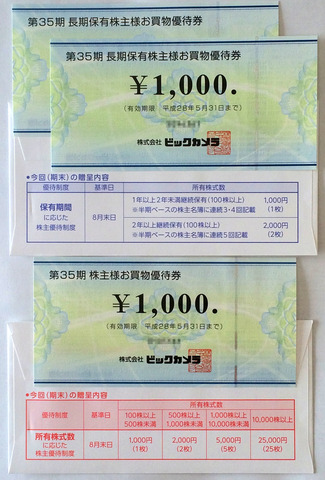 第35期 長期保有株主様お買物優待券
第35期 長期保有株主様お買物優待券
¥1,000.
(有効期限 平成28年5月31日まで)
株式会社 ビックカメラ
●今回(期末)の贈呈内容
優待制度 基準日 所有株式数
保有期間
に応じた
株主優待制度
8月末日
1年以上2年未満継続保有(100株以上)
※半期ベースの株主名簿に連続3・4回記載
1,000円
(1枚)
2年以上継続保有(100株以上)
※半期ベースの株主名簿に連続5回記載
2,000円
(2枚)
第35期 株主様お買物優待券
¥1,000.
(有効期限 平成28年5月31日まで)
株式会社 ビックカメラ
●今回(期末)の贈呈内容
優待制度 基準日 所有株式数
100株以上
500株未満
500株以上
1,000株未満
1,000株以上
10,000株未満
10,000株以上
所有株式数
に応じた
株主優待制度
8月末日
1,000円
(1枚)
2,000円
(2枚)
5,000円
(5枚)
25,000円
(25枚)